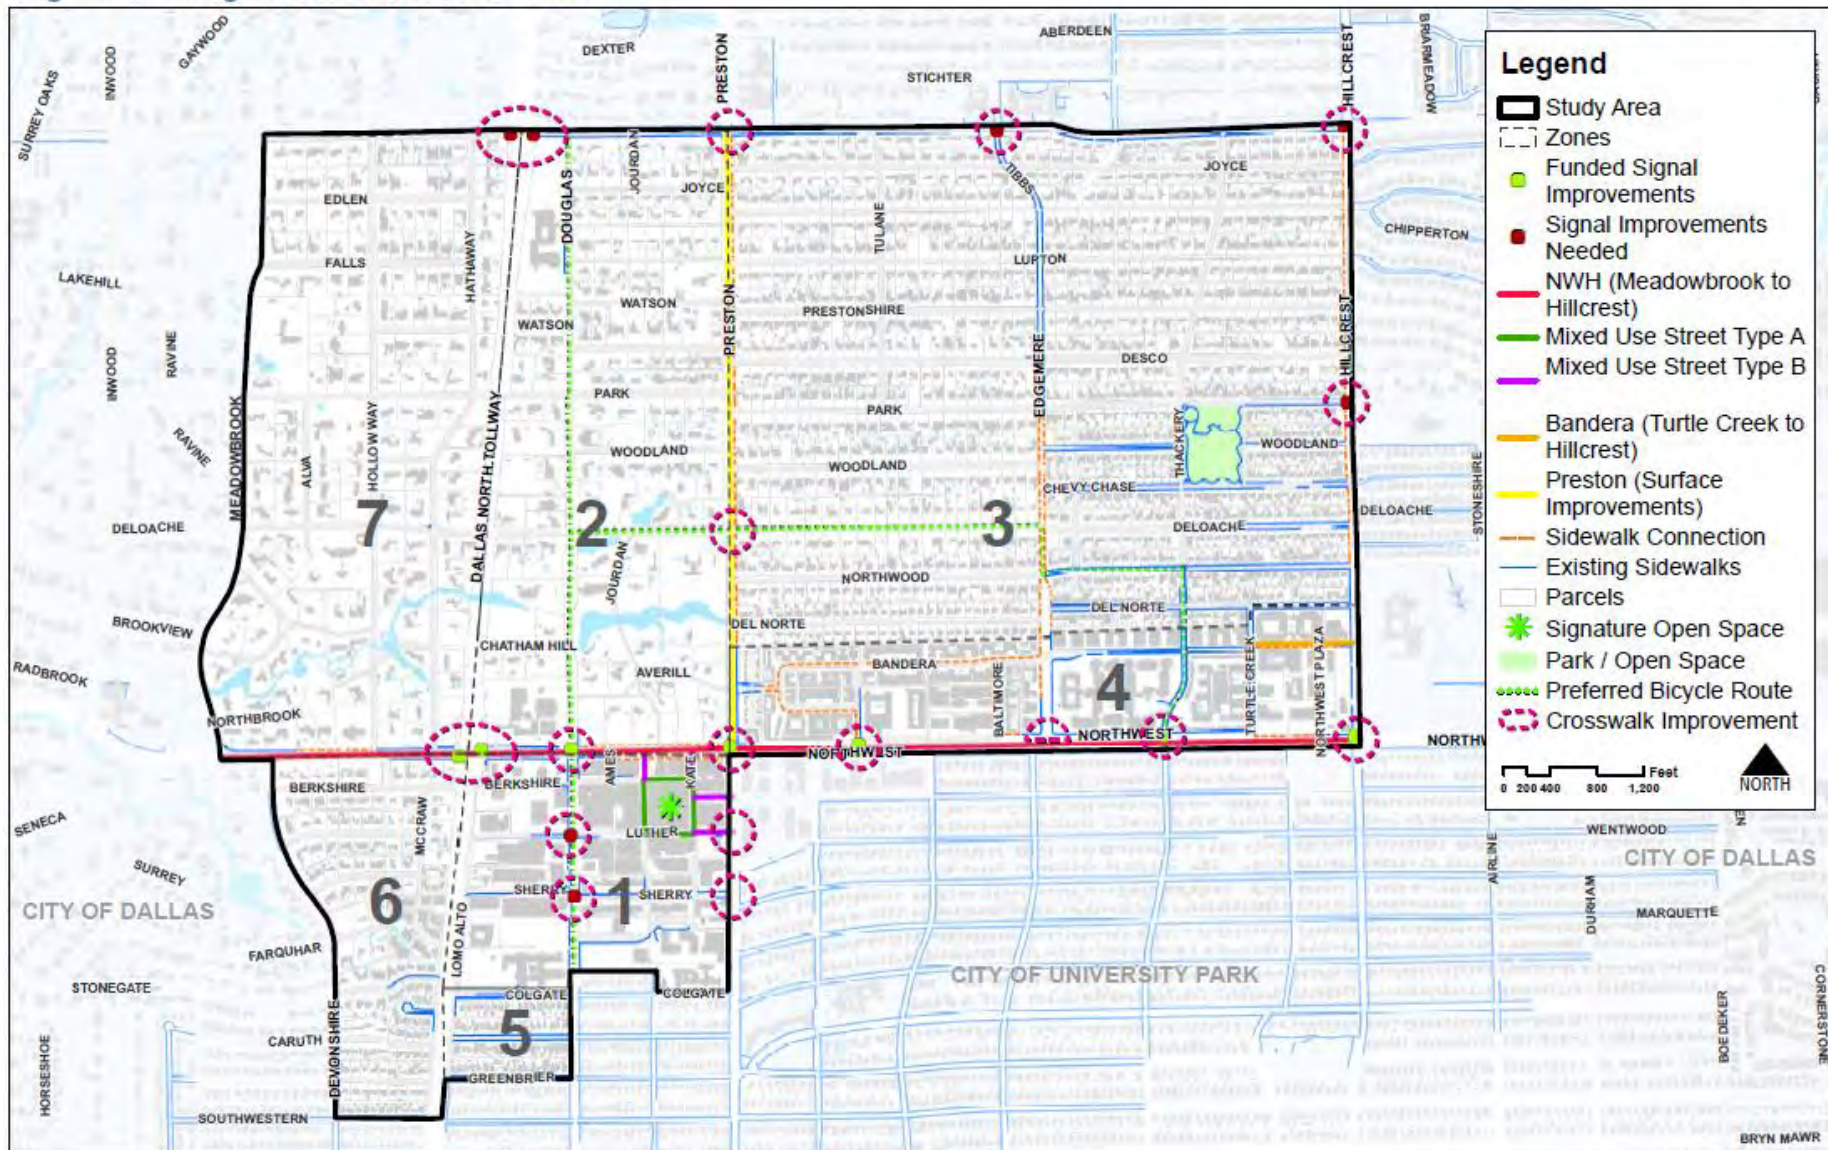 DEXTER
ABERDEEN
GAYWOOD
INWOOD
SURREY OAKS
PRESTON
STICHTER
HILLCREST
BRIARMEADOW
JOURDAN
JOYCE
TIBBS
JOYCE
EDLEN
DOUGLAS
TULANE
CHIPPERTON
HATHAWAY
FALLS
LUPTON
LAKEHILL
WATSON
WATSON
PRESTONSHIRE
PRESTON
HILLCREST
RAVINE
INWOOD
DESCO
PARK
PARK
EDGEMERE
MEADOWBROOK
RAVINE
ALVA
HOLLOW WAY
DALLAS NORTH TOLLWAY
WOODLAND
WOODLAND
THACKERY
WOODLAND
CHEVY CHASE
STONESHIRE
DELOACHE
DELOACHE
DELOACHE
7
2
3
JOURDAN
NORTHWOOD
BROOKVIEW
DEL NORTE
DEL NORTE
CHATHAM HILL
AVERILL
BANDERA
RADBROOK
BALTIMORE
4
TURTLE CREEK
NORTHWEST PLAZA
NORTHBROOK
NORTHWEST
NORTHWEST
NORTHW
AMES
KATE
BERKSHIRE
BERKSHIRE
MCCRAW
LUTHER
SENECA
SURREY
SHERRY
SHERRY
6
1
CITY OF DALLAS
LOMO ALTO
FARQUHAR
STONEGATE
COLGATE
COLGATE
CITY OF UNIVERSITY PARK
5
CARUTH
DEVONSHIRE
GREENBRIER
HORSESHOE
SOUTHWESTERN
WENTWOOD
CITY OF DALLAS
AIRLINE
DURHAM
MARQUETTE
BOEDEKER
CORNERSTONE
BRYN MAWR
Legend
Study Area
Zones
Funded Signal
Improvements
Signal Improvements
Needed
NWH (Meadowbrook to
Hillcrest)
Mixed Use Street Type A
Mixed Use Street Type B
Bandera (Turtle Creek to
Hillcrest)
Preston (Surface
Improvements)
Sidewalk Connection
Existing Sidewalks
Parcels
Signature Open Space
Park / Open Space
Preferred Bicycle Route
Crosswalk Improvement
Feet
0 200 400 800 1,200
NORTH